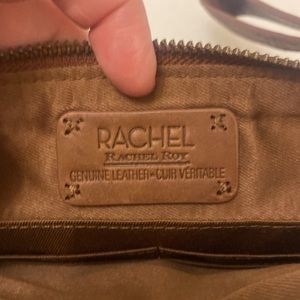 RACHEL
RACHEL ROY
GENUINE LEATHER-CUIR VÉRITABLE